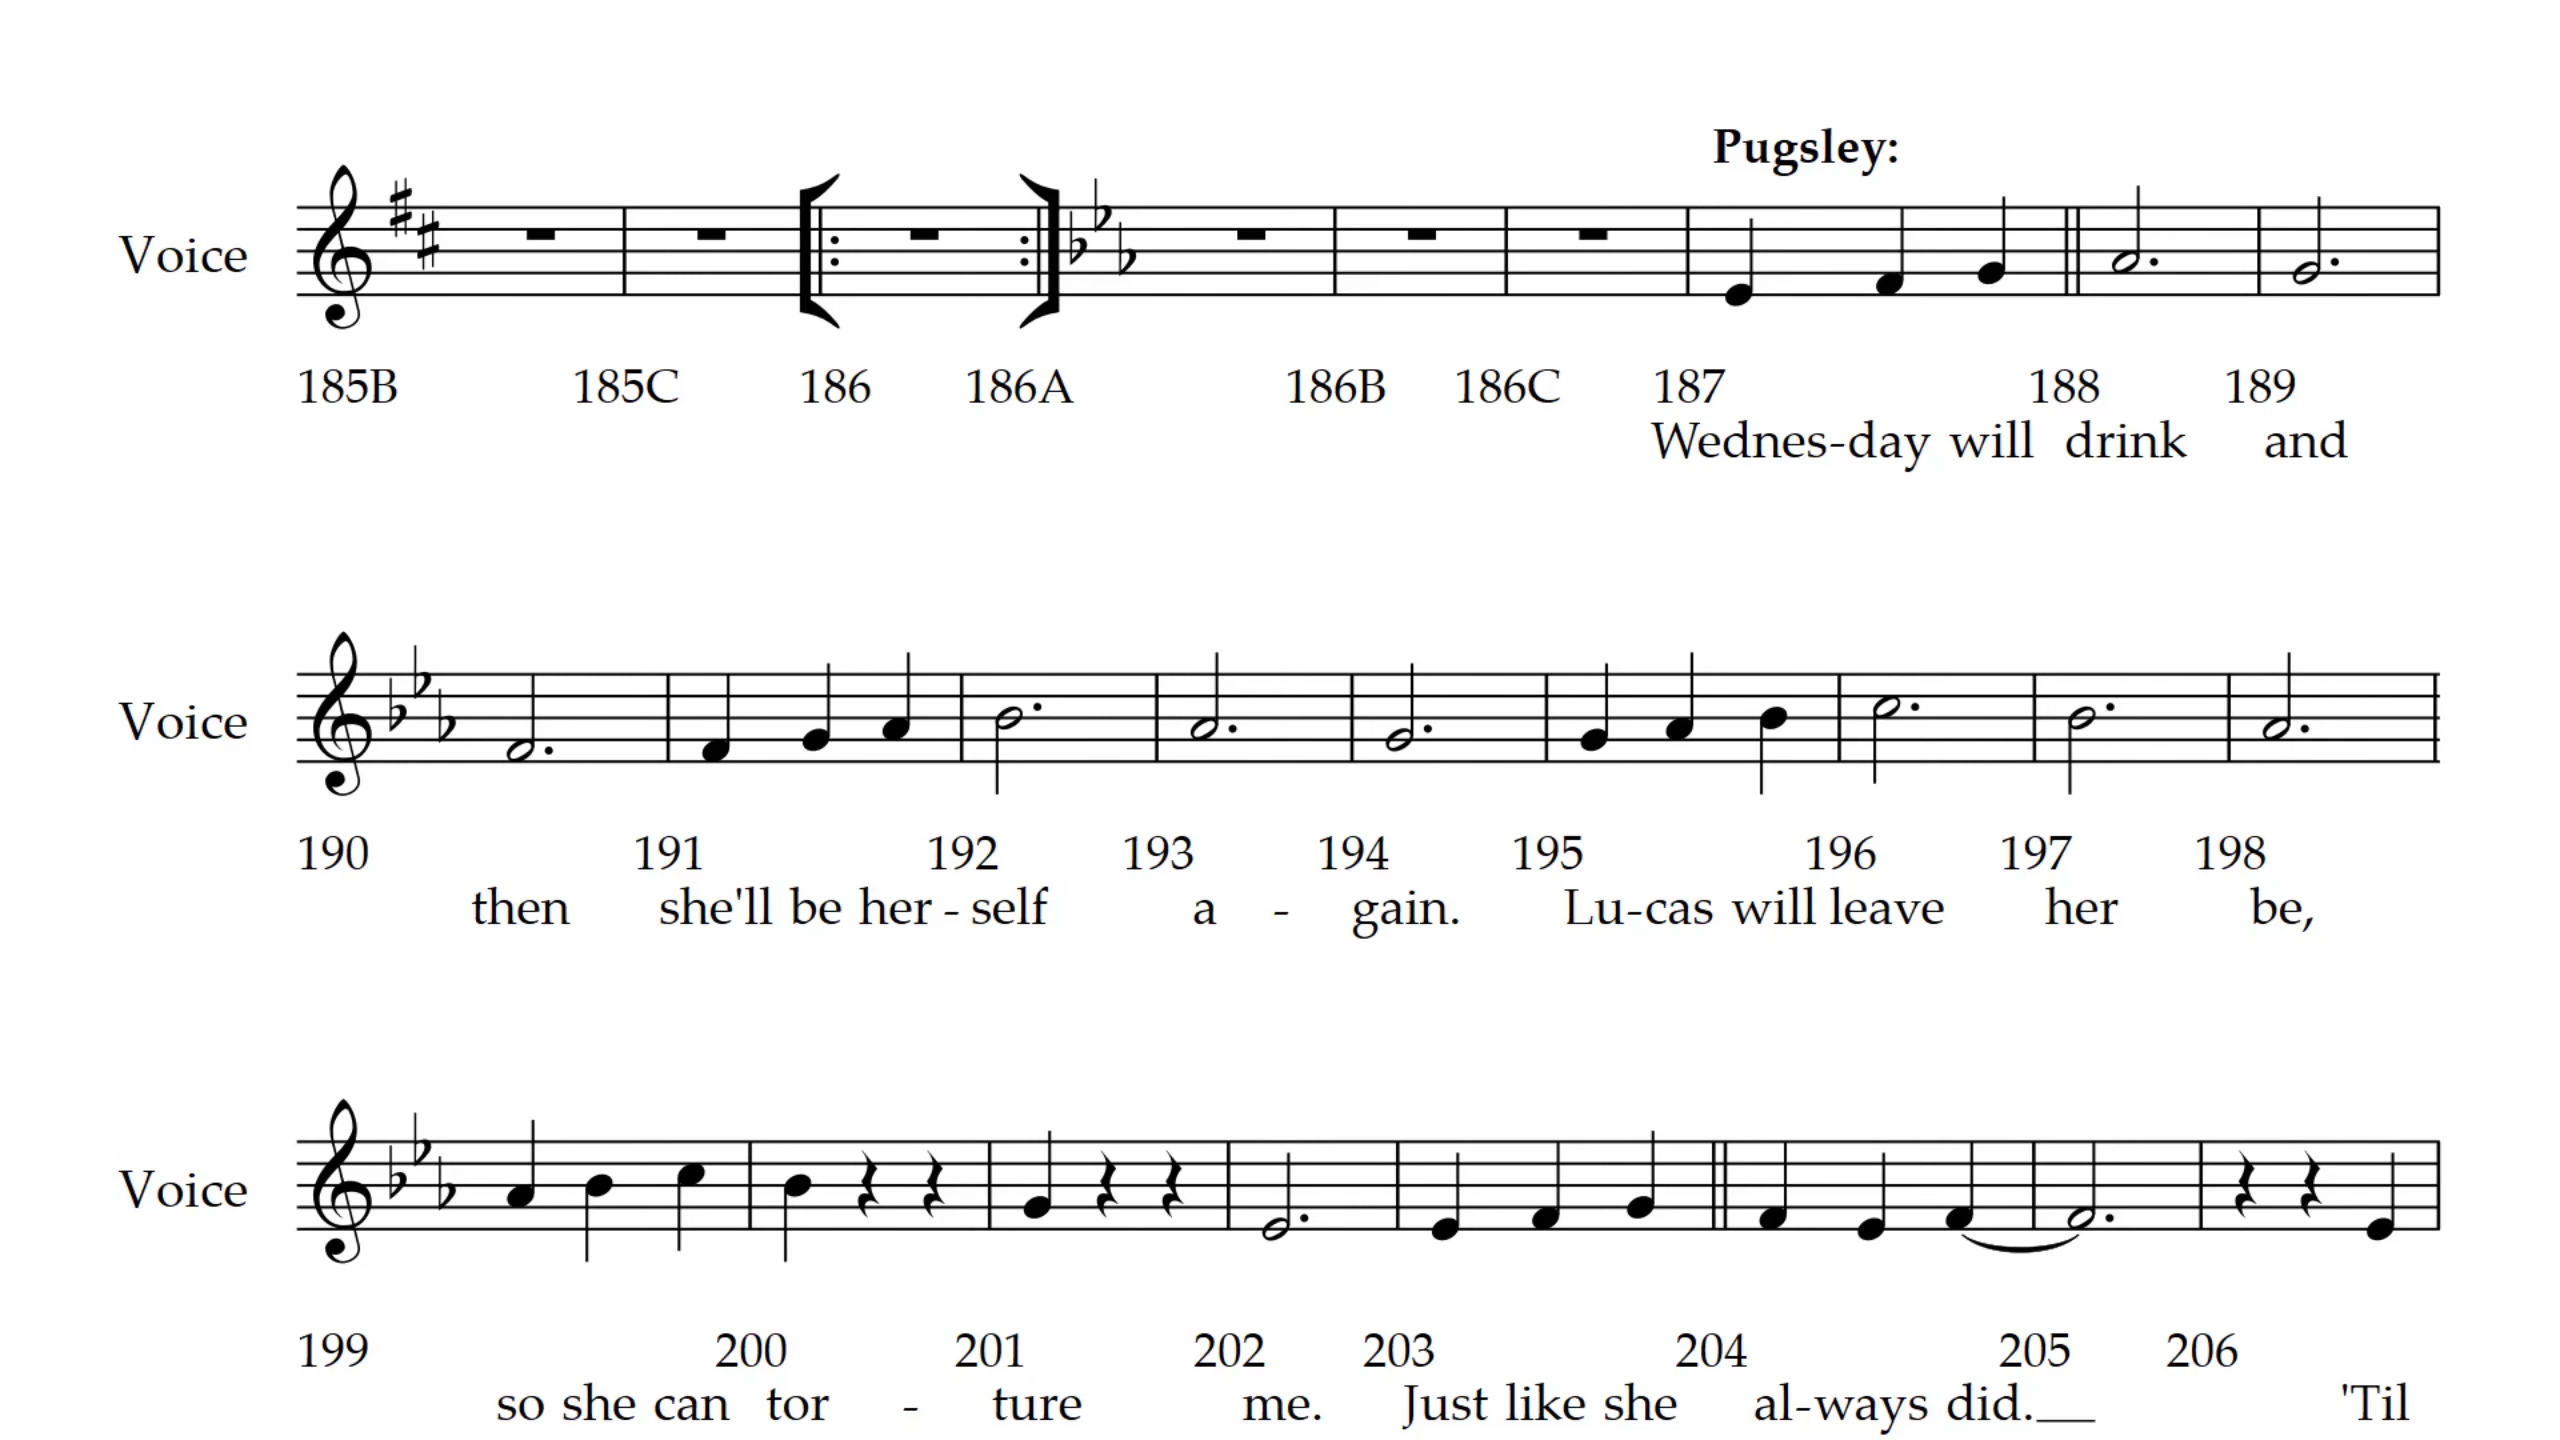 Pugsley:
Voice
185B 185C 186 186A 186B 186C 187 188 189
Wednes-day will drink and
Voice
190 191 192 193 194 195 196 197 198
then she'll be her - self a - gain. Lu-cas will leave her be,
Voice
199 200 201 202 203 204 205 206
so she can tor - ture me. Just like she al-ways did.__ 'Til